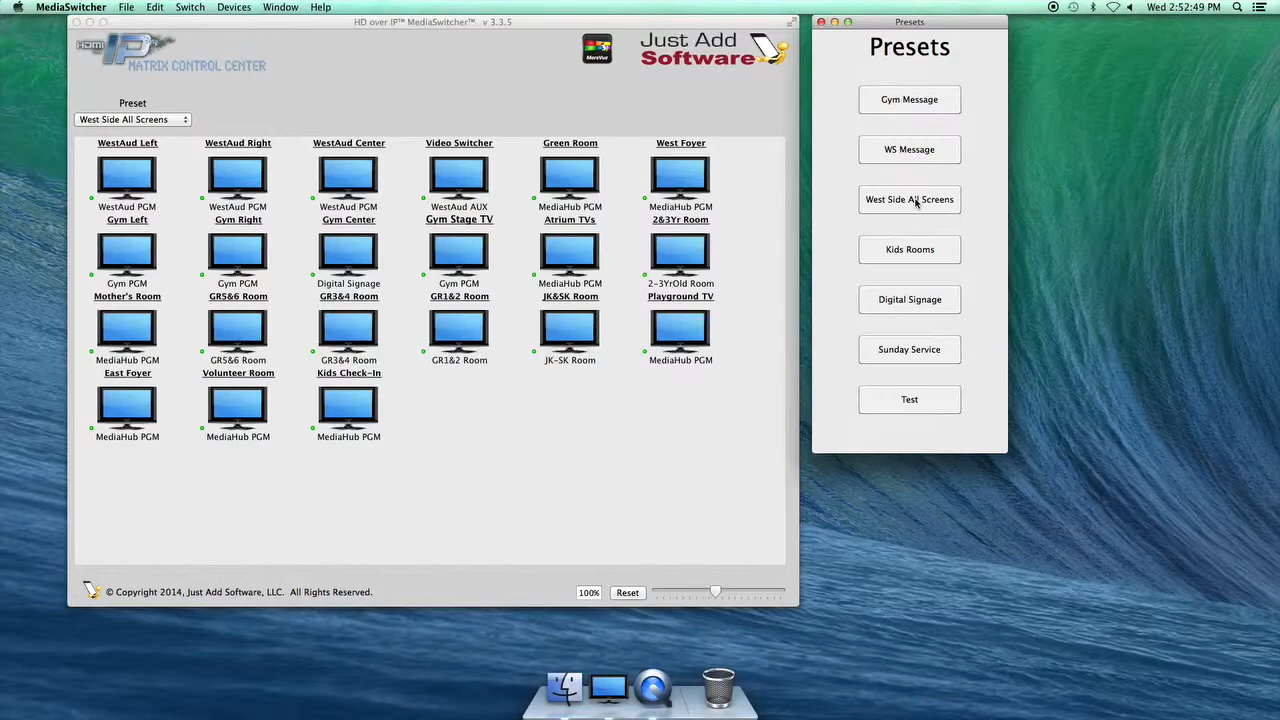 MediaSwitcher File Edit Switch Devices Window Help Wed 2:52:49 PM
HD over IP™ MediaSwitcher™ v 3.3.5
HDMI IP
MATRIX CONTROL CENTER
MoreVue
Just Add
Software™
Preset
West Side All Screens
WestAud Left WestAud Right WestAud Center Video Switcher Green Room West Foyer
WestAud PGM WestAud PGM WestAud PGM WestAud AUX MediaHub PGM MediaHub PGM
Gym Left Gym Right Gym Center Gym Stage TV Atrium TVs 2&3Yr Room
Gym PGM Gym PGM Digital Signage Gym PGM MediaHub PGM 2-3YrOld Room
Mother's Room GR5&6 Room GR3&4 Room GR1&2 Room JK&SK Room Playground TV
MediaHub PGM GR5&6 Room GR3&4 Room GR1&2 Room JK-SK Room MediaHub PGM
East Foyer Volunteer Room Kids Check-In
MediaHub PGM MediaHub PGM MediaHub PGM
© Copyright 2014, Just Add Software, LLC. All Rights Reserved.
100% Reset
Presets
Presets
Gym Message
WS Message
West Side All Screens
Kids Rooms
Digital Signage
Sunday Service
Test